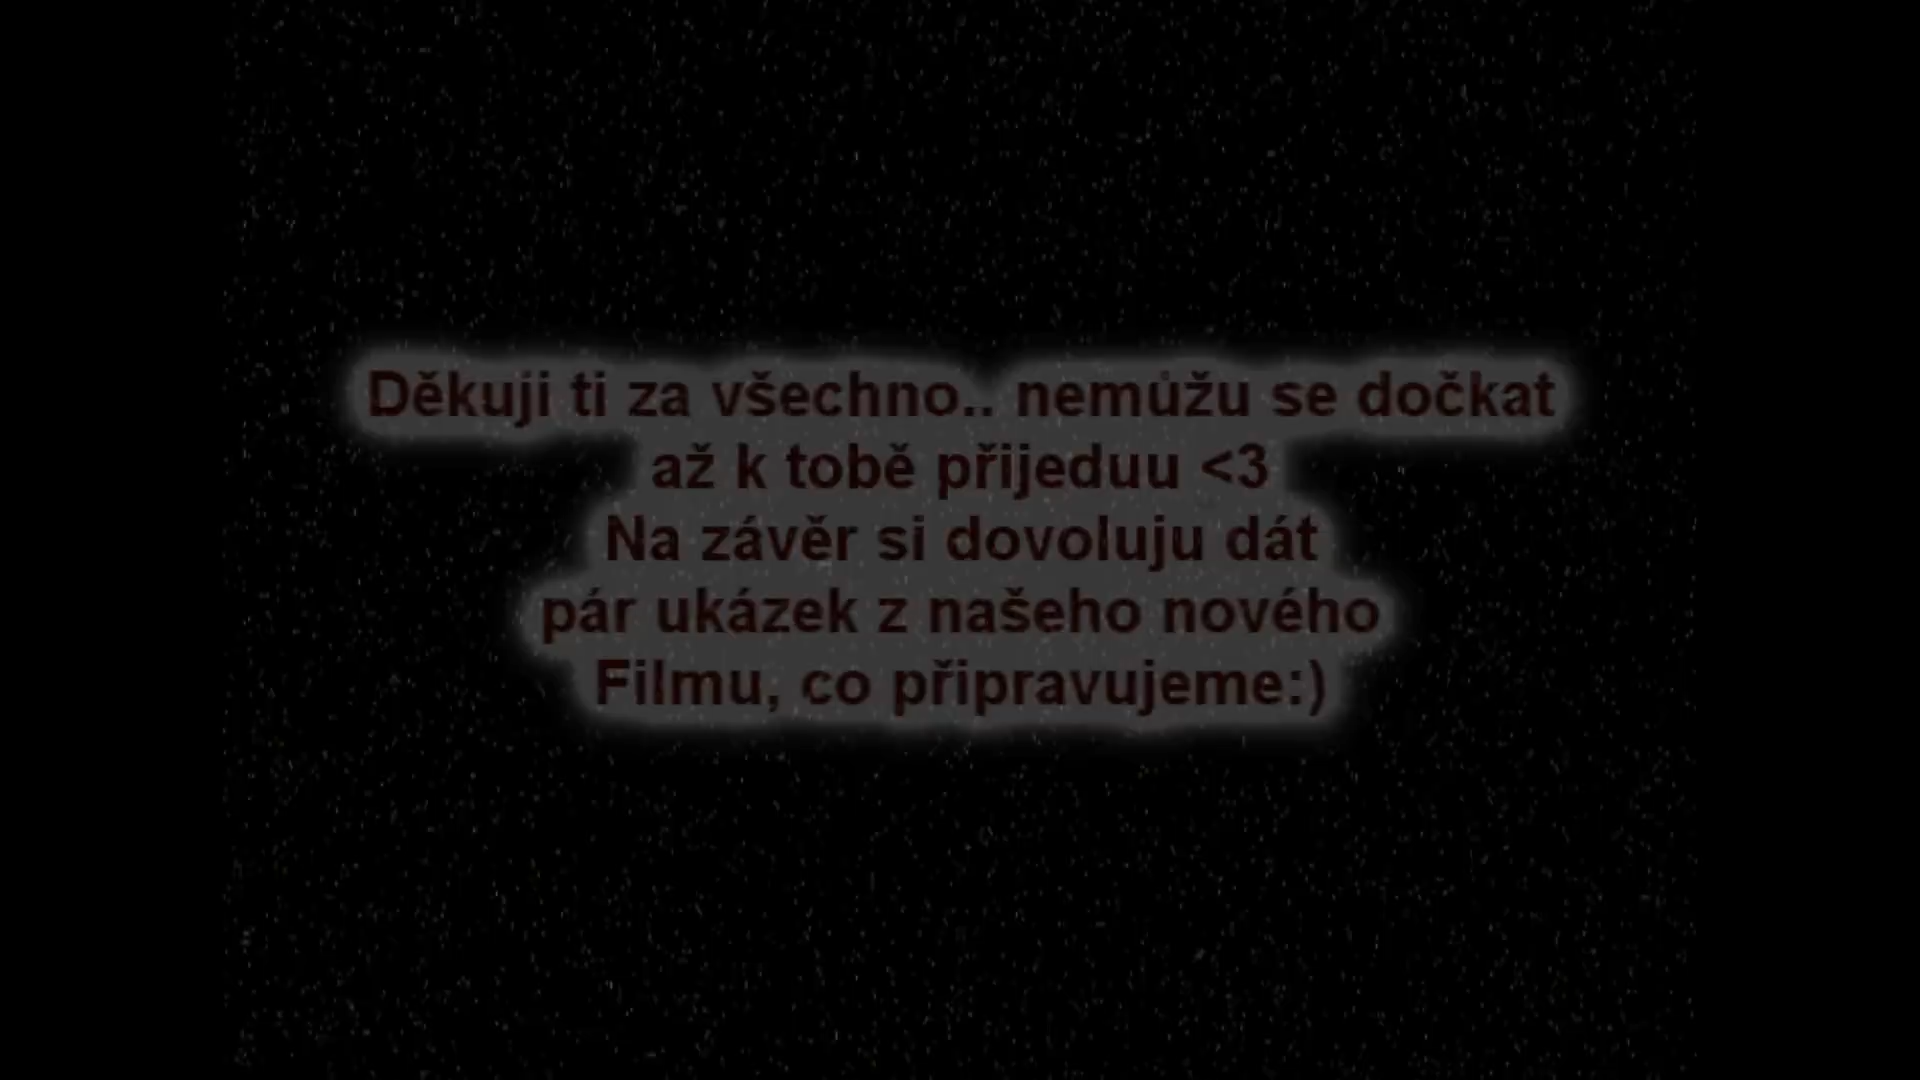 Děkuji ti za všechno.. nemůžu se dočkat
až k tobě přijeduu <3
Na závěr si dovoluju dát
pár ukázek z našeho nového
Filmu, co připravujeme:)